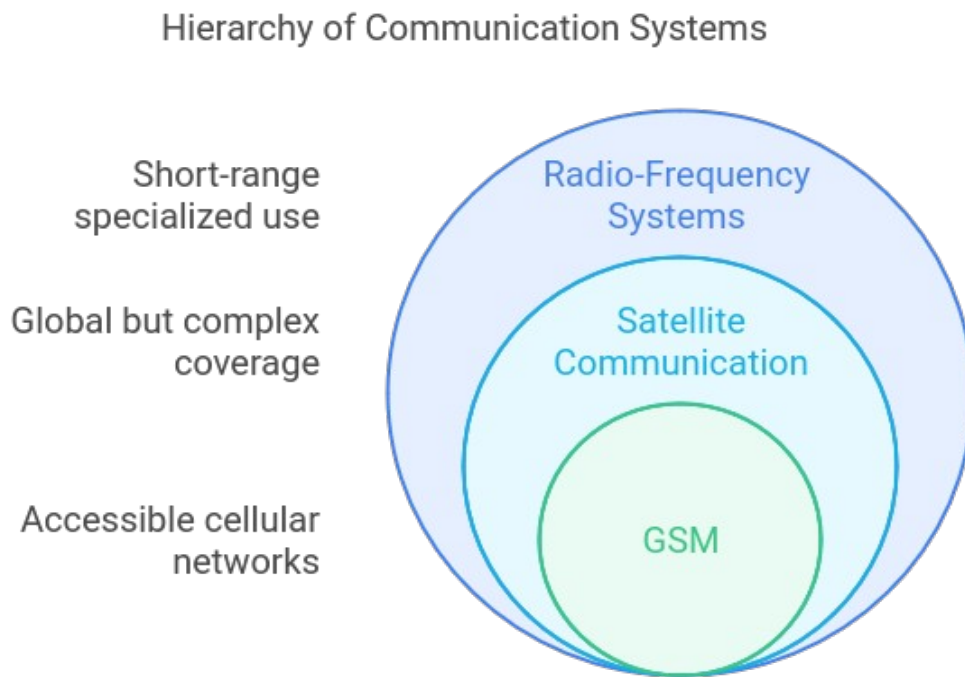 Hierarchy of Communication Systems
Short-range
specialized use
Radio-Frequency
Systems
Global but complex
coverage
Satellite
Communication
Accessible cellular
networks
GSM